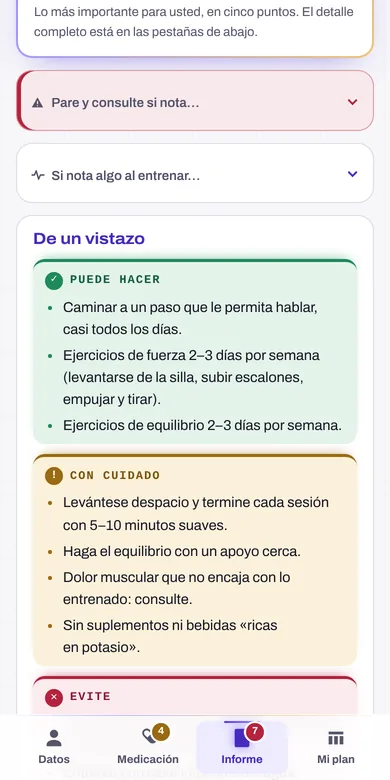 Lo más importante para usted, en cinco puntos. El detalle
completo está en las pestañas de abajo.
Pare y consulte si nota…
Si nota algo al entrenar…
De un vistazo
PUEDE HACER
Caminar a un paso que le permita hablar,
casi todos los días.
Ejercicios de fuerza 2–3 días por semana
(levantarse de la silla, subir escalones,
empujar y tirar).
Ejercicios de equilibrio 2–3 días por semana.
CON CUIDADO
Levántese despacio y termine cada sesión
con 5–10 minutos suaves.
Haga el equilibrio con un apoyo cerca.
Dolor muscular que no encaja con lo
entrenado: consulte.
Sin suplementos ni bebidas «ricas
en potasio».
EVITE
4
7
Datos
Medicación
Informe
Mi plan